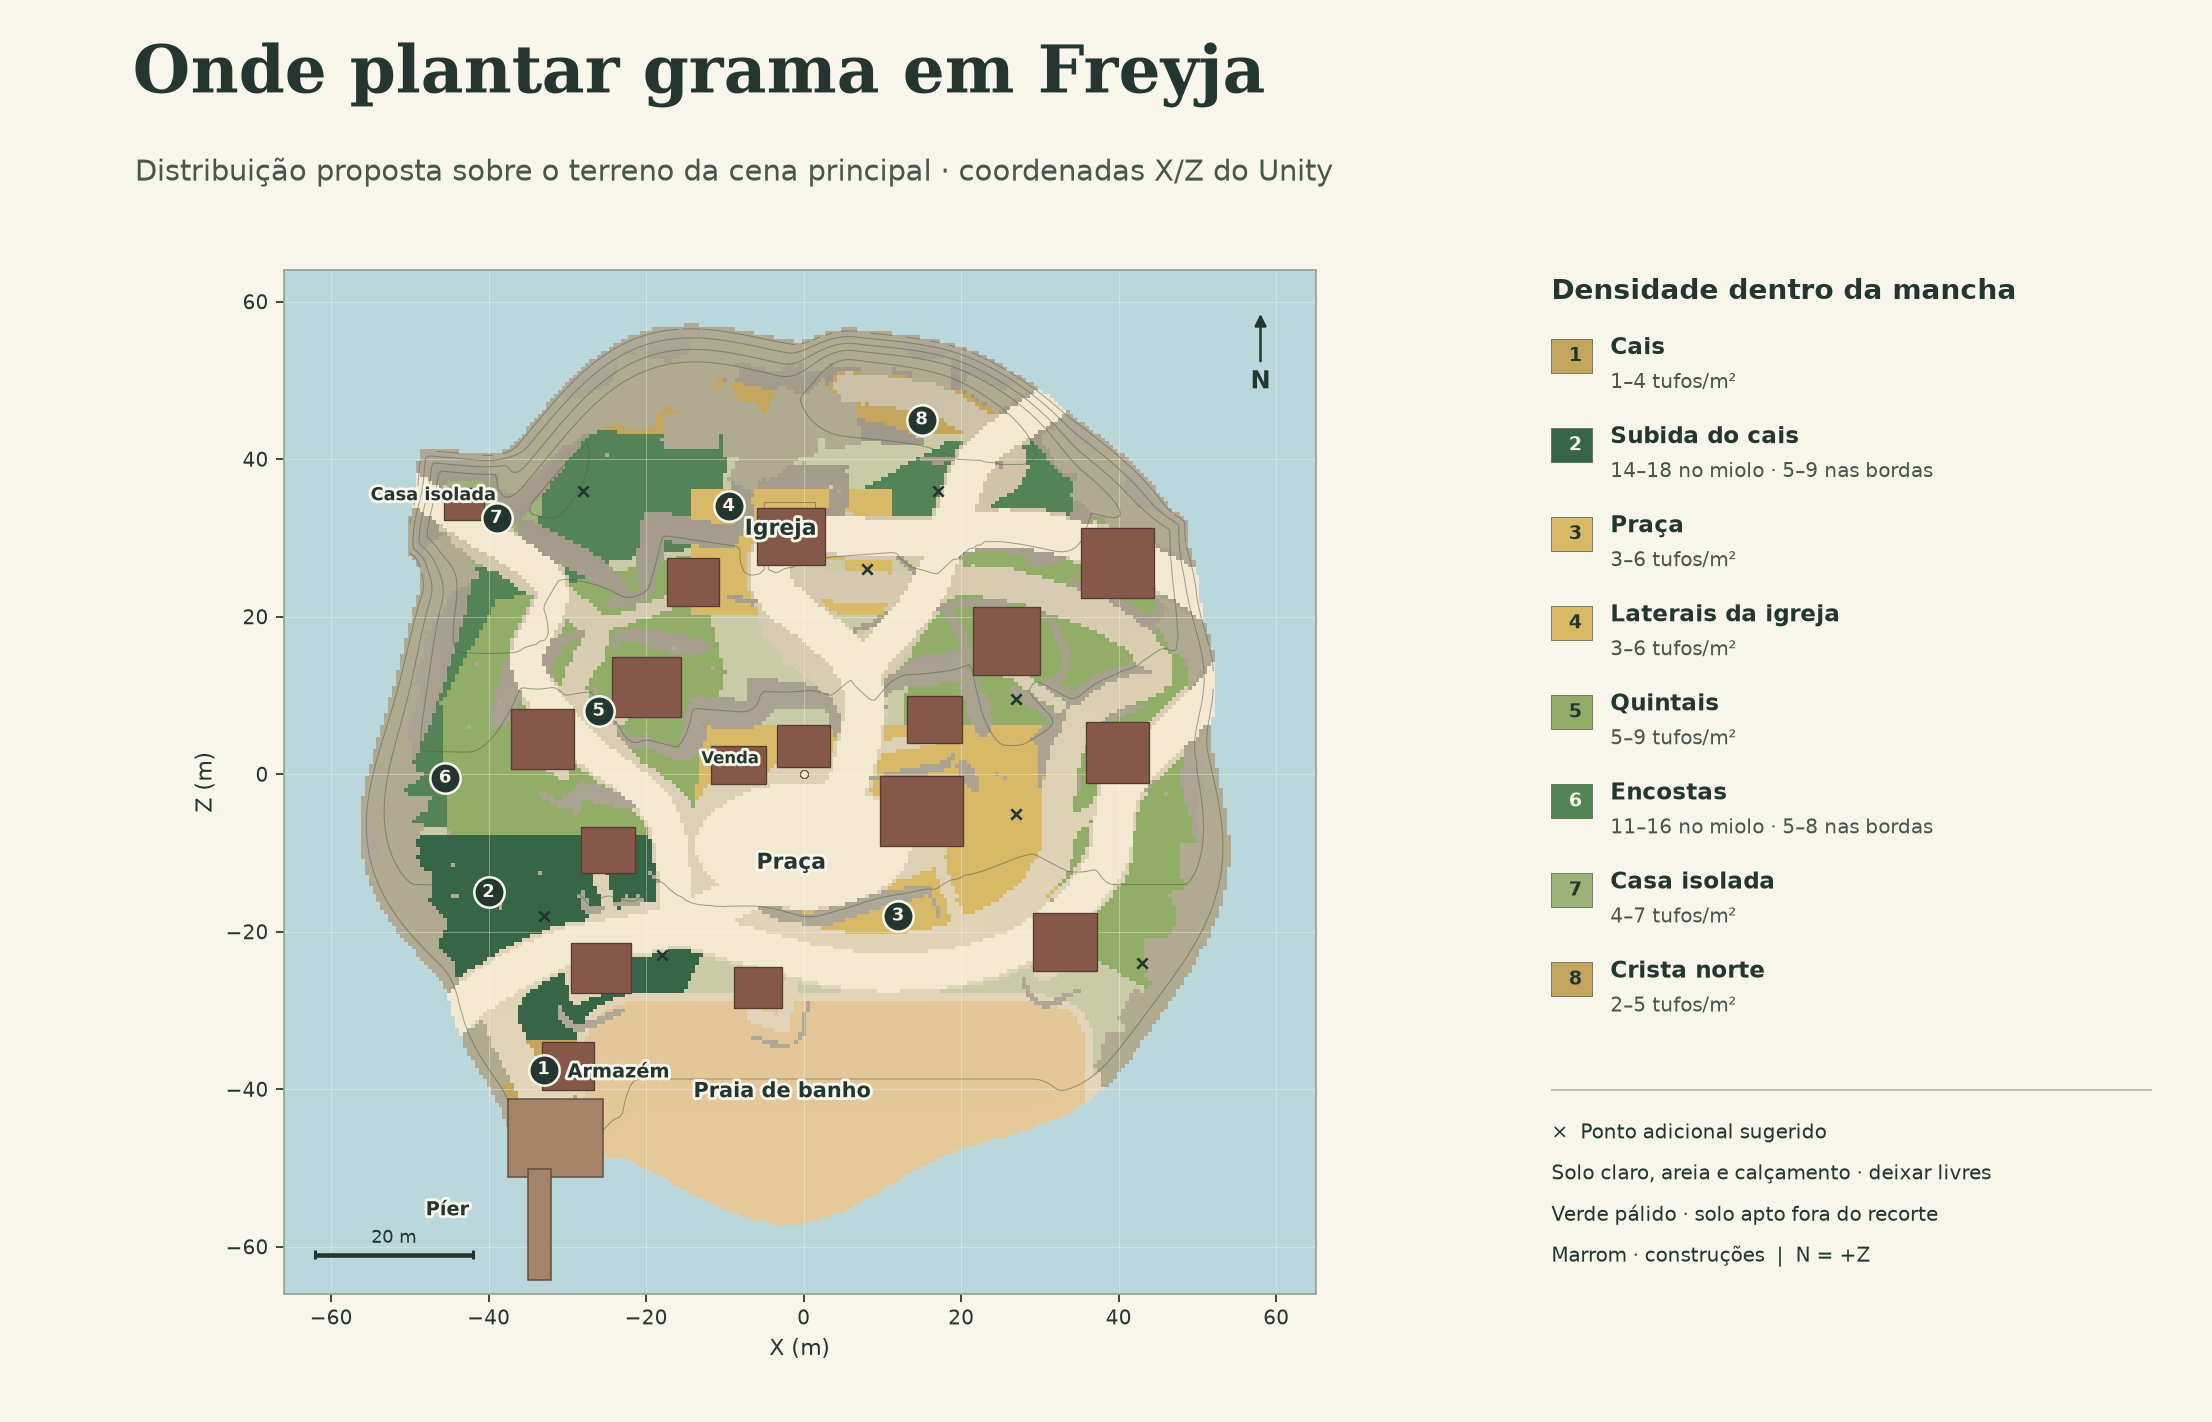 Onde plantar grama em Freyja
Distribuição proposta sobre o terreno da cena principal · coordenadas X/Z do Unity
60
40
20
0
−20
−40
−60
Z (m)
−60
−40
−20
0
20
40
60
X (m)
N
8
Casa isolada
7
4
Igreja
5
6
Venda
Praça
2
3
1
Armazém
Praia de banho
Píer
20 m
Densidade dentro da mancha
1 Cais
1–4 tufos/m²
2 Subida do cais
14–18 no miolo · 5–9 nas bordas
3 Praça
3–6 tufos/m²
4 Laterais da igreja
3–6 tufos/m²
5 Quintais
5–9 tufos/m²
6 Encostas
11–16 no miolo · 5–8 nas bordas
7 Casa isolada
4–7 tufos/m²
8 Crista norte
2–5 tufos/m²
× Ponto adicional sugerido
Solo claro, areia e calçamento · deixar livres
Verde pálido · solo apto fora do recorte
Marrom · construções | N = +Z